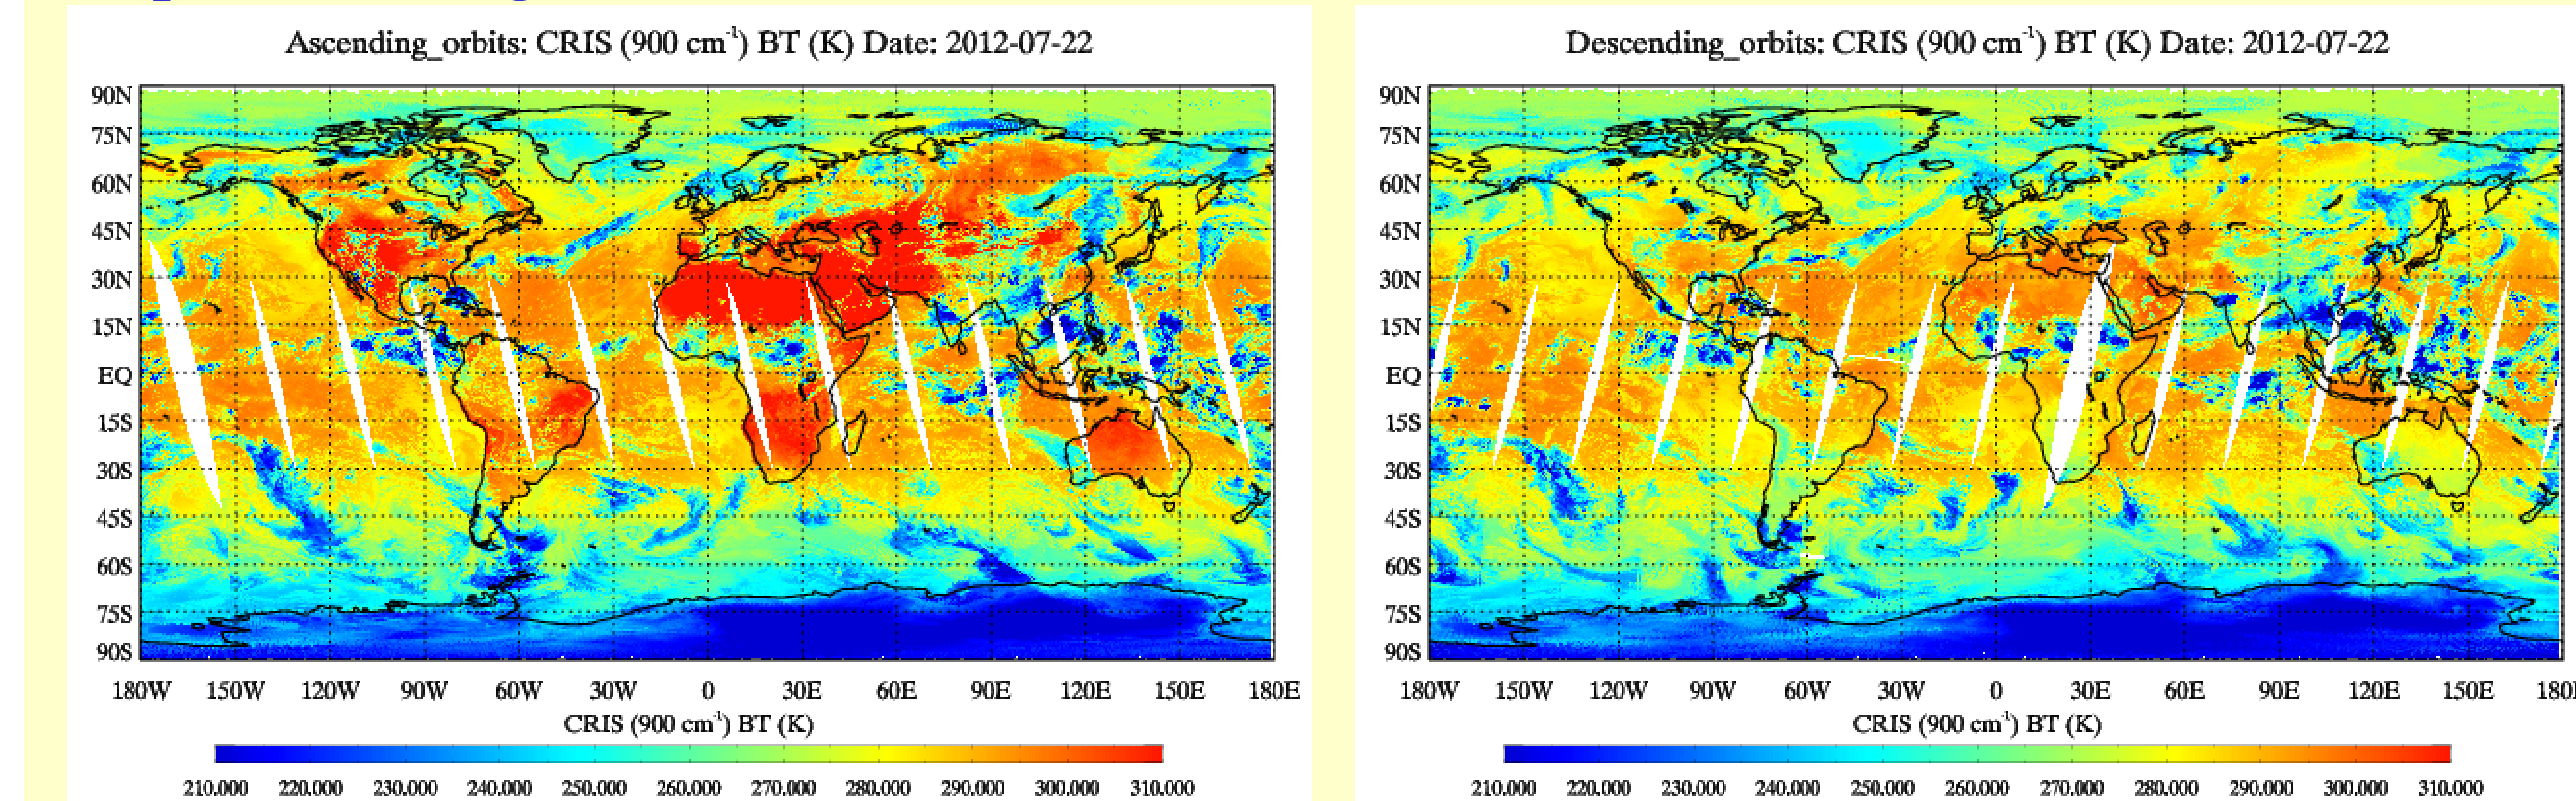 Ascending_orbits: CRIS (900 cm⁻¹) BT (K) Date: 2012-07-22
90N
75N
60N
45N
30N
15N
EQ
15S
30S
45S
60S
75S
90S
180W 150W 120W 90W 60W 30W 0 30E 60E 90E 120E 150E 180E
CRIS (900 cm⁻¹) BT (K)
210.000 220.000 230.000 240.000 250.000 260.000 270.000 280.000 290.000 300.000 310.000
Descending_orbits: CRIS (900 cm⁻¹) BT (K) Date: 2012-07-22
90N
75N
60N
45N
30N
15N
EQ
15S
30S
45S
60S
75S
90S
180W 150W 120W 90W 60W 30W 0 30E 60E 90E 120E 150E 180
CRIS (900 cm⁻¹) BT (K)
210.000 220.000 230.000 240.000 250.000 260.000 270.000 280.000 290.000 300.000 310.000